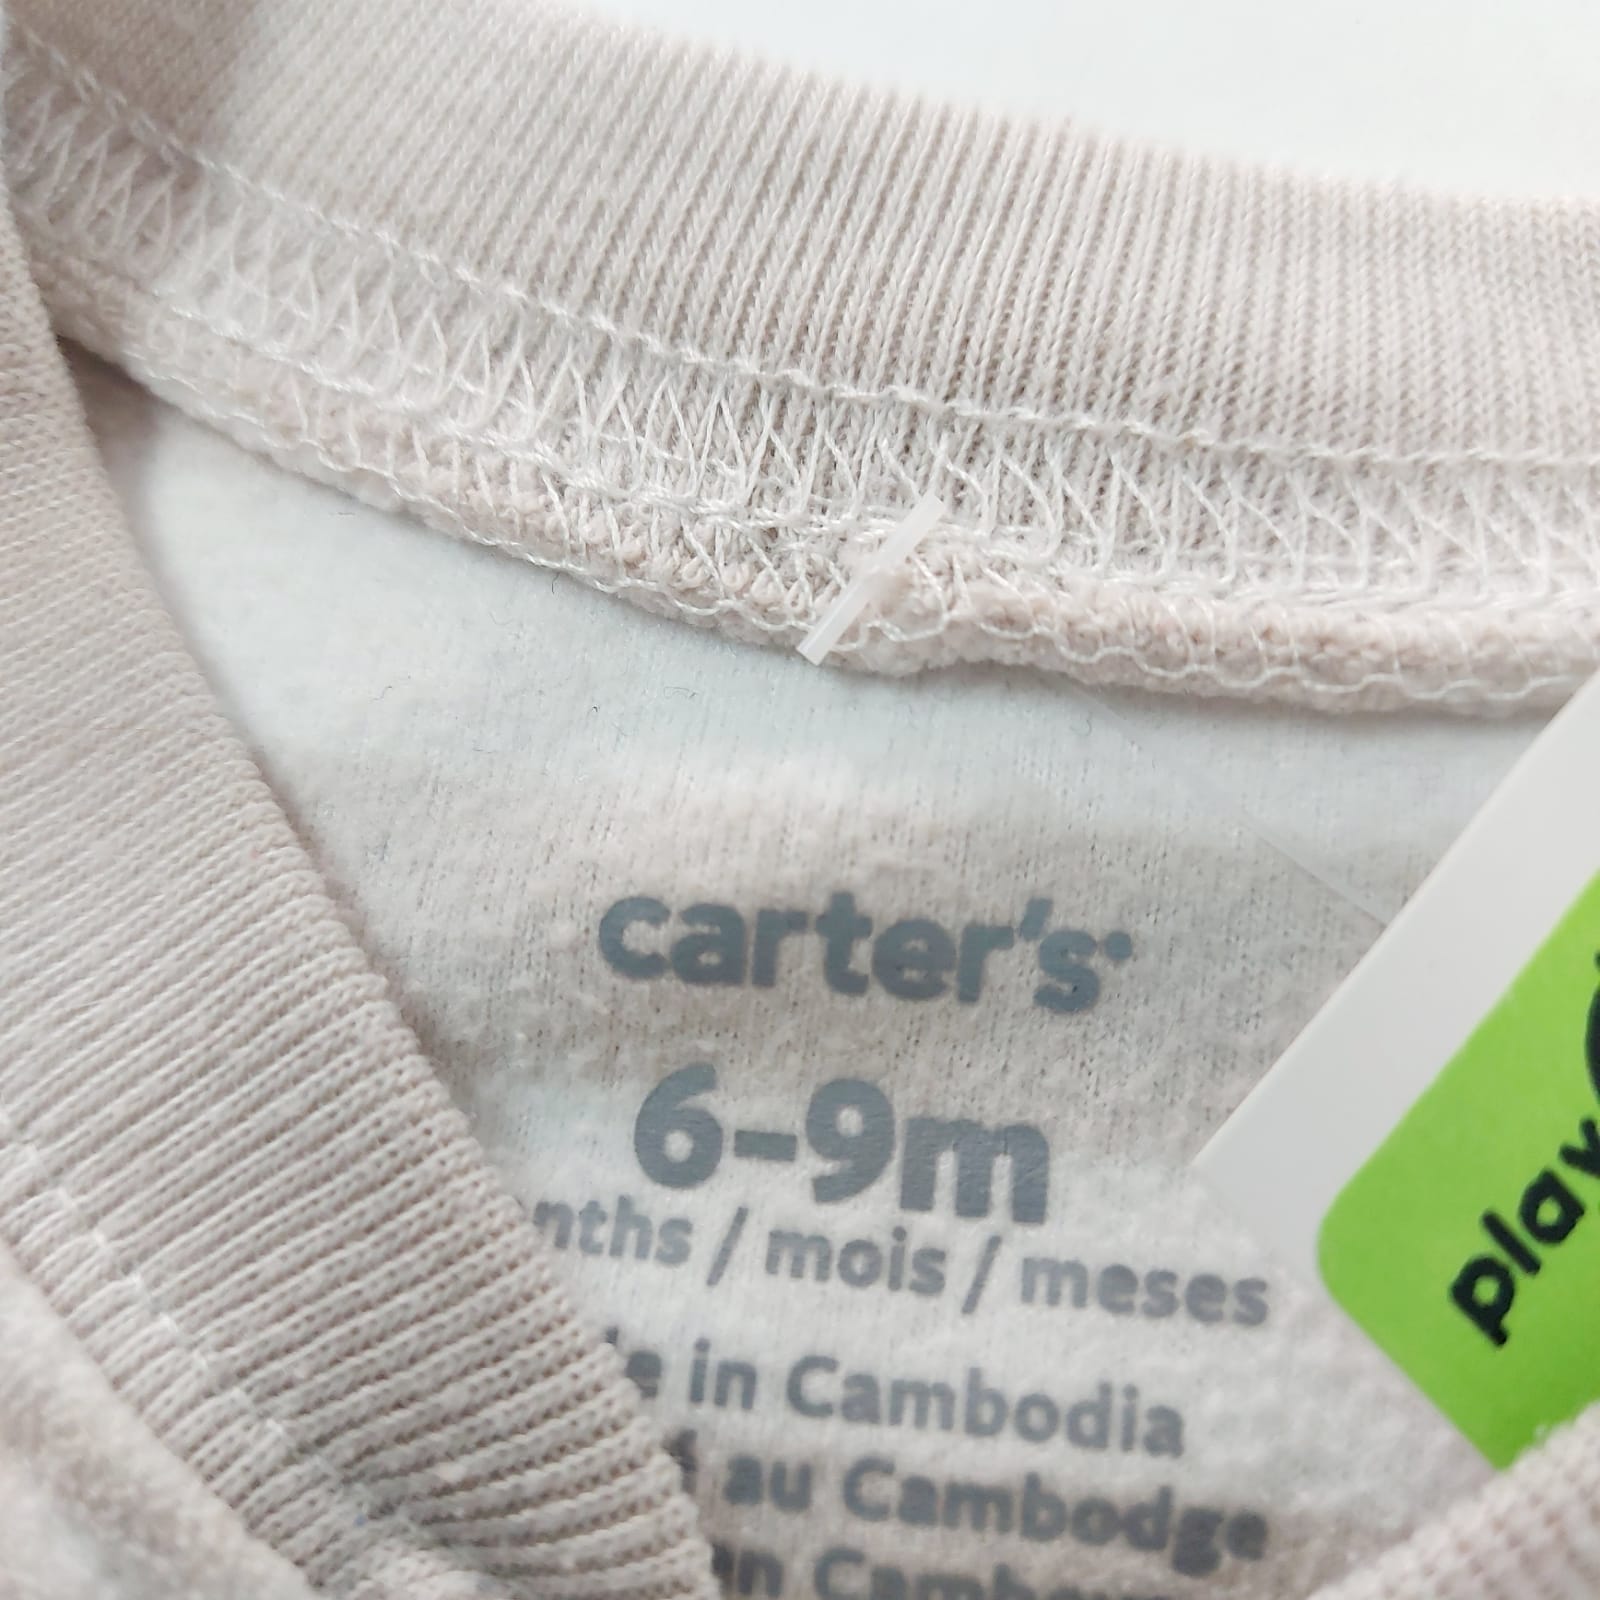 carter's
6-9m
nths / mois / meses
e in Cambodia
au Cambodge
play